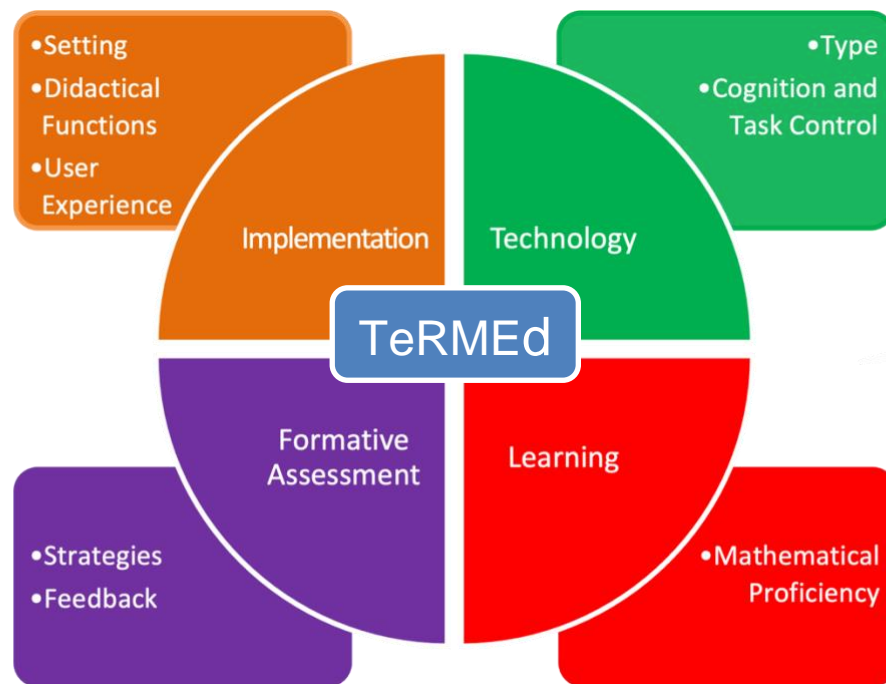 •Setting
•Didactical
Functions
•User
Experience
•Type
•Cognition and
Task Control
Implementation
Technology
TeRMEd
Formative
Assessment
Learning
•Strategies
•Feedback
•Mathematical
Proficiency